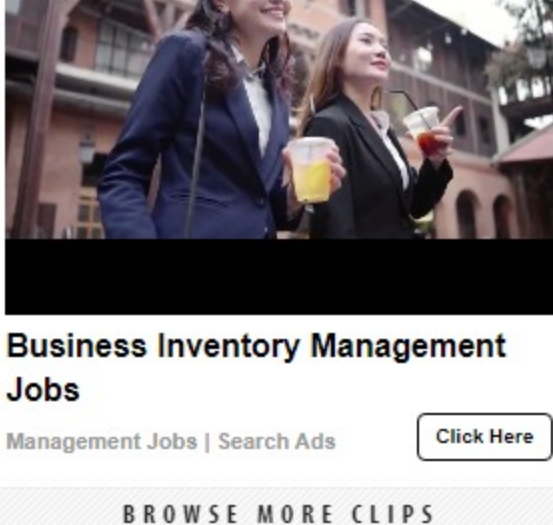 Business Inventory Management
Jobs
Management Jobs | Search Ads
Click Here
BROWSE MORE CLIPS